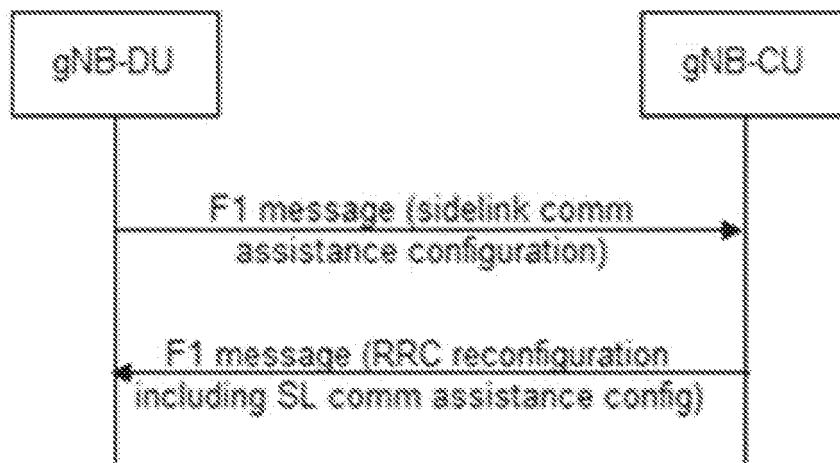 gNB-DU
gNB-CU
F1 message (sidelink comm
assistance configuration)
F1 message (RRC reconfiguration
including SL comm assistance config)